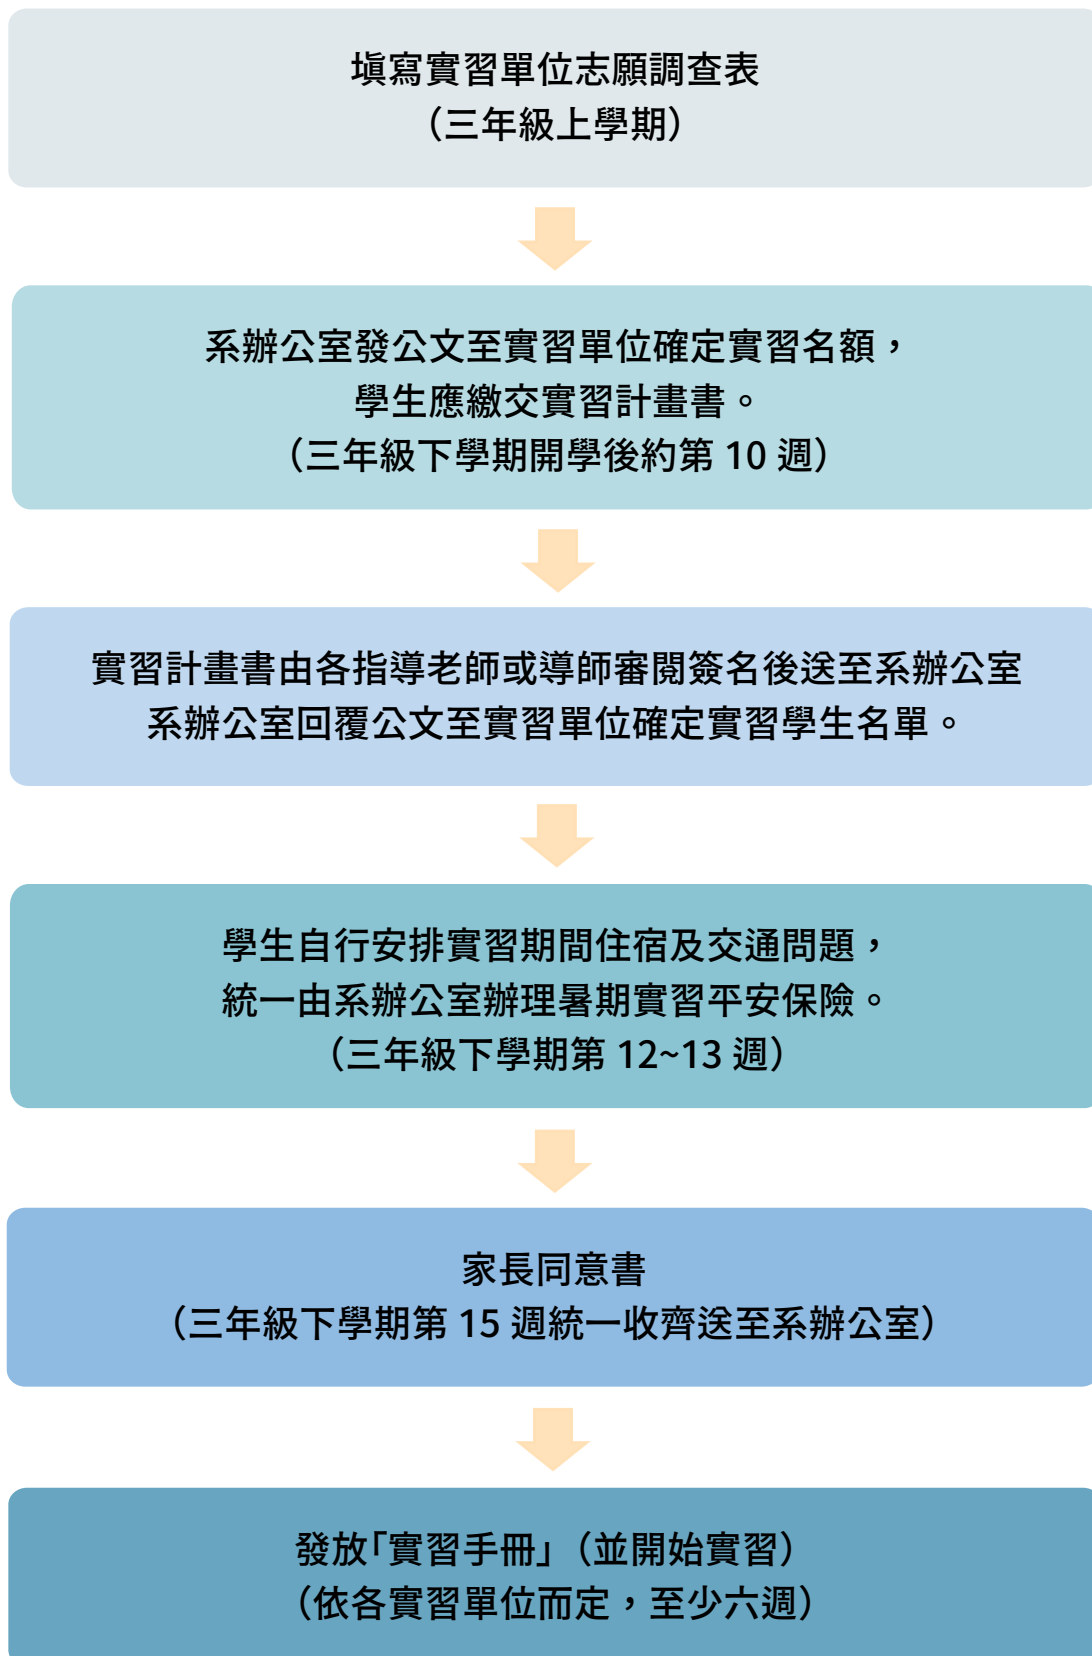 填寫實習單位志願調查表
（三年級上學期）
系辦公室發公文至實習單位確定實習名額，
學生應繳交實習計畫書。
（三年級下學期開學後約第 10 週）
實習計畫書由各指導老師或導師審閱簽名後送至系辦公室
系辦公室回覆公文至實習單位確定實習學生名單。
學生自行安排實習期間住宿及交通問題，
統一由系辦公室辦理暑期實習平安保險。
（三年級下學期第 12~13 週）
家長同意書
（三年級下學期第 15 週統一收齊送至系辦公室）
發放「實習手冊」（並開始實習）
（依各實習單位而定，至少六週）